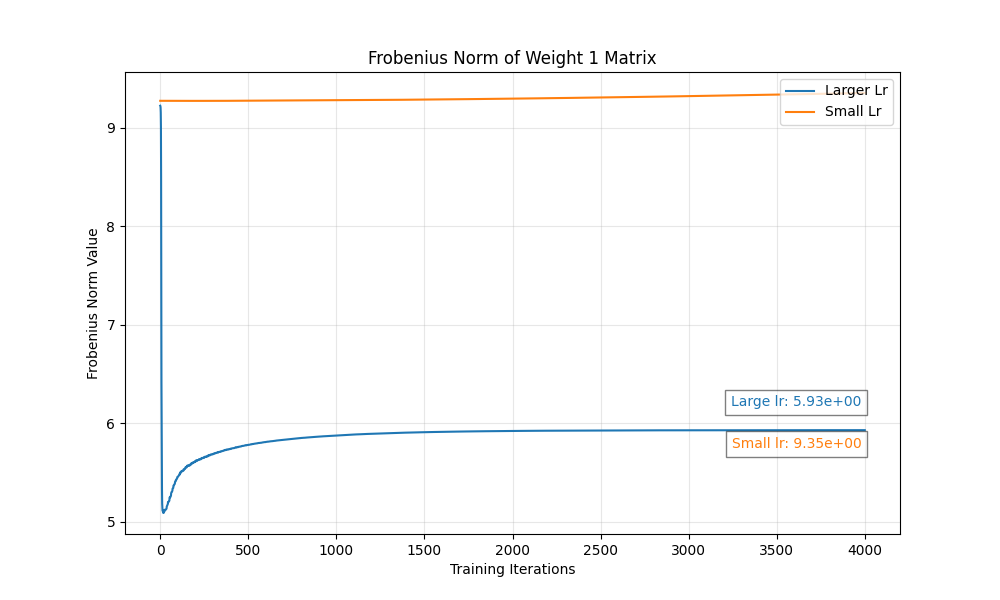 Frobenius Norm of Weight 1 Matrix
Larger Lr
Small Lr
Frobenius Norm Value
9
8
7
6
5
Large lr: 5.93e+00
Small lr: 9.35e+00
0
500
1000
1500
2000
2500
3000
3500
4000
Training Iterations